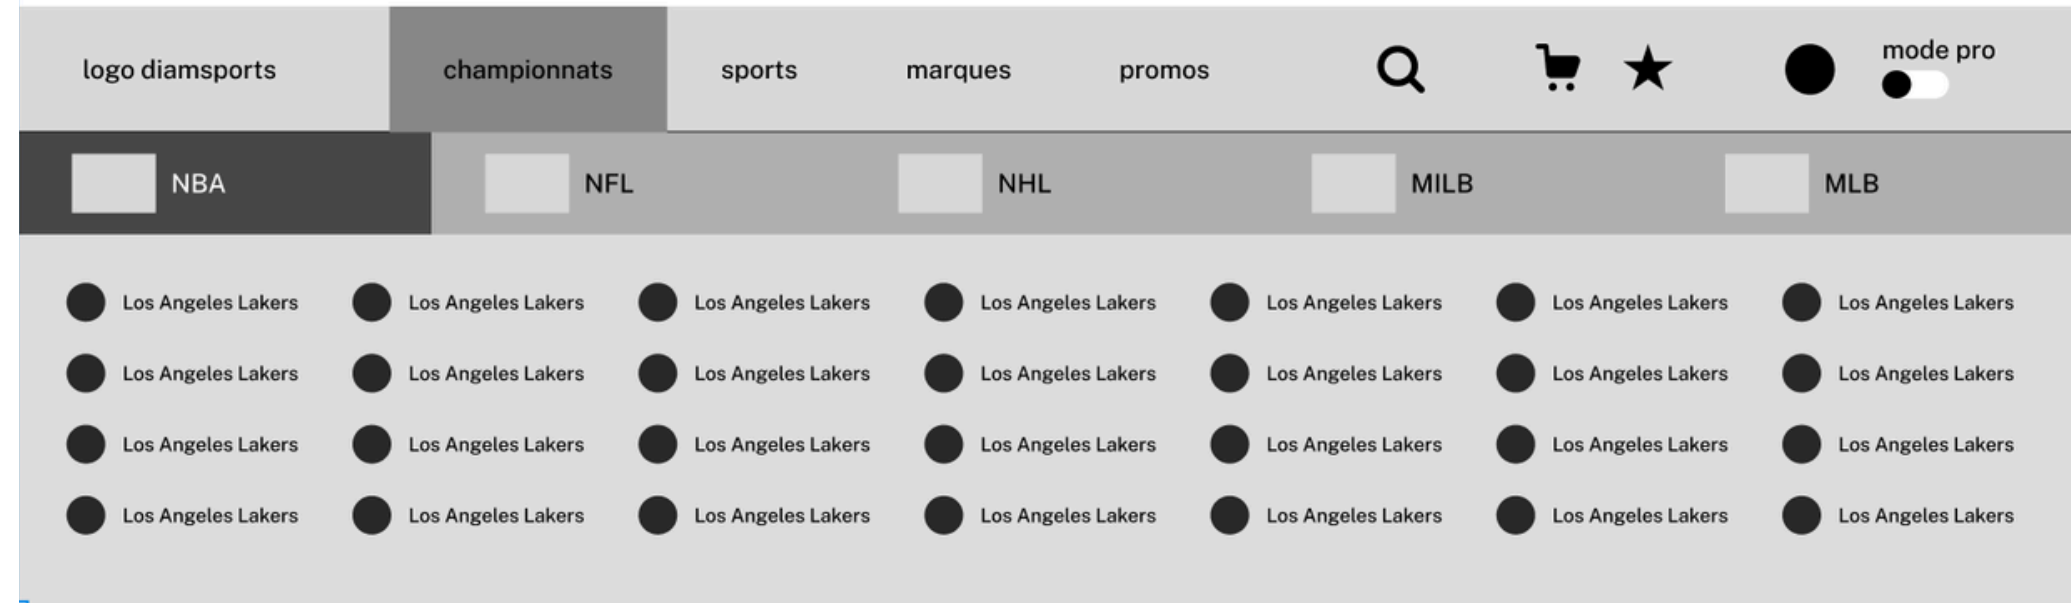 logo diamsports championnats sports marques promos mode pro
NBA NFL NHL MILB MLB
Los Angeles Lakers Los Angeles Lakers Los Angeles Lakers Los Angeles Lakers Los Angeles Lakers Los Angeles Lakers Los Angeles Lakers
Los Angeles Lakers Los Angeles Lakers Los Angeles Lakers Los Angeles Lakers Los Angeles Lakers Los Angeles Lakers Los Angeles Lakers
Los Angeles Lakers Los Angeles Lakers Los Angeles Lakers Los Angeles Lakers Los Angeles Lakers Los Angeles Lakers Los Angeles Lakers
Los Angeles Lakers Los Angeles Lakers Los Angeles Lakers Los Angeles Lakers Los Angeles Lakers Los Angeles Lakers Los Angeles Lakers